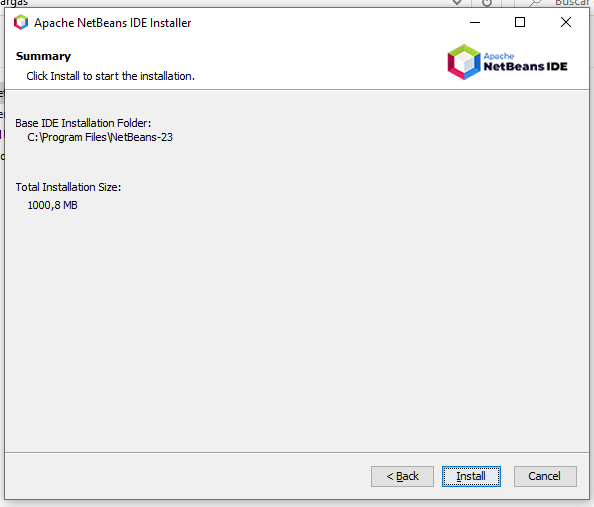 argas
Buscar
Apache NetBeans IDE Installer
Summary
Click Install to start the installation.
Apache
NetBeans IDE
Base IDE Installation Folder:
C:\Program Files\NetBeans-23
Total Installation Size:
1000,8 MB
< Back
Install
Cancel